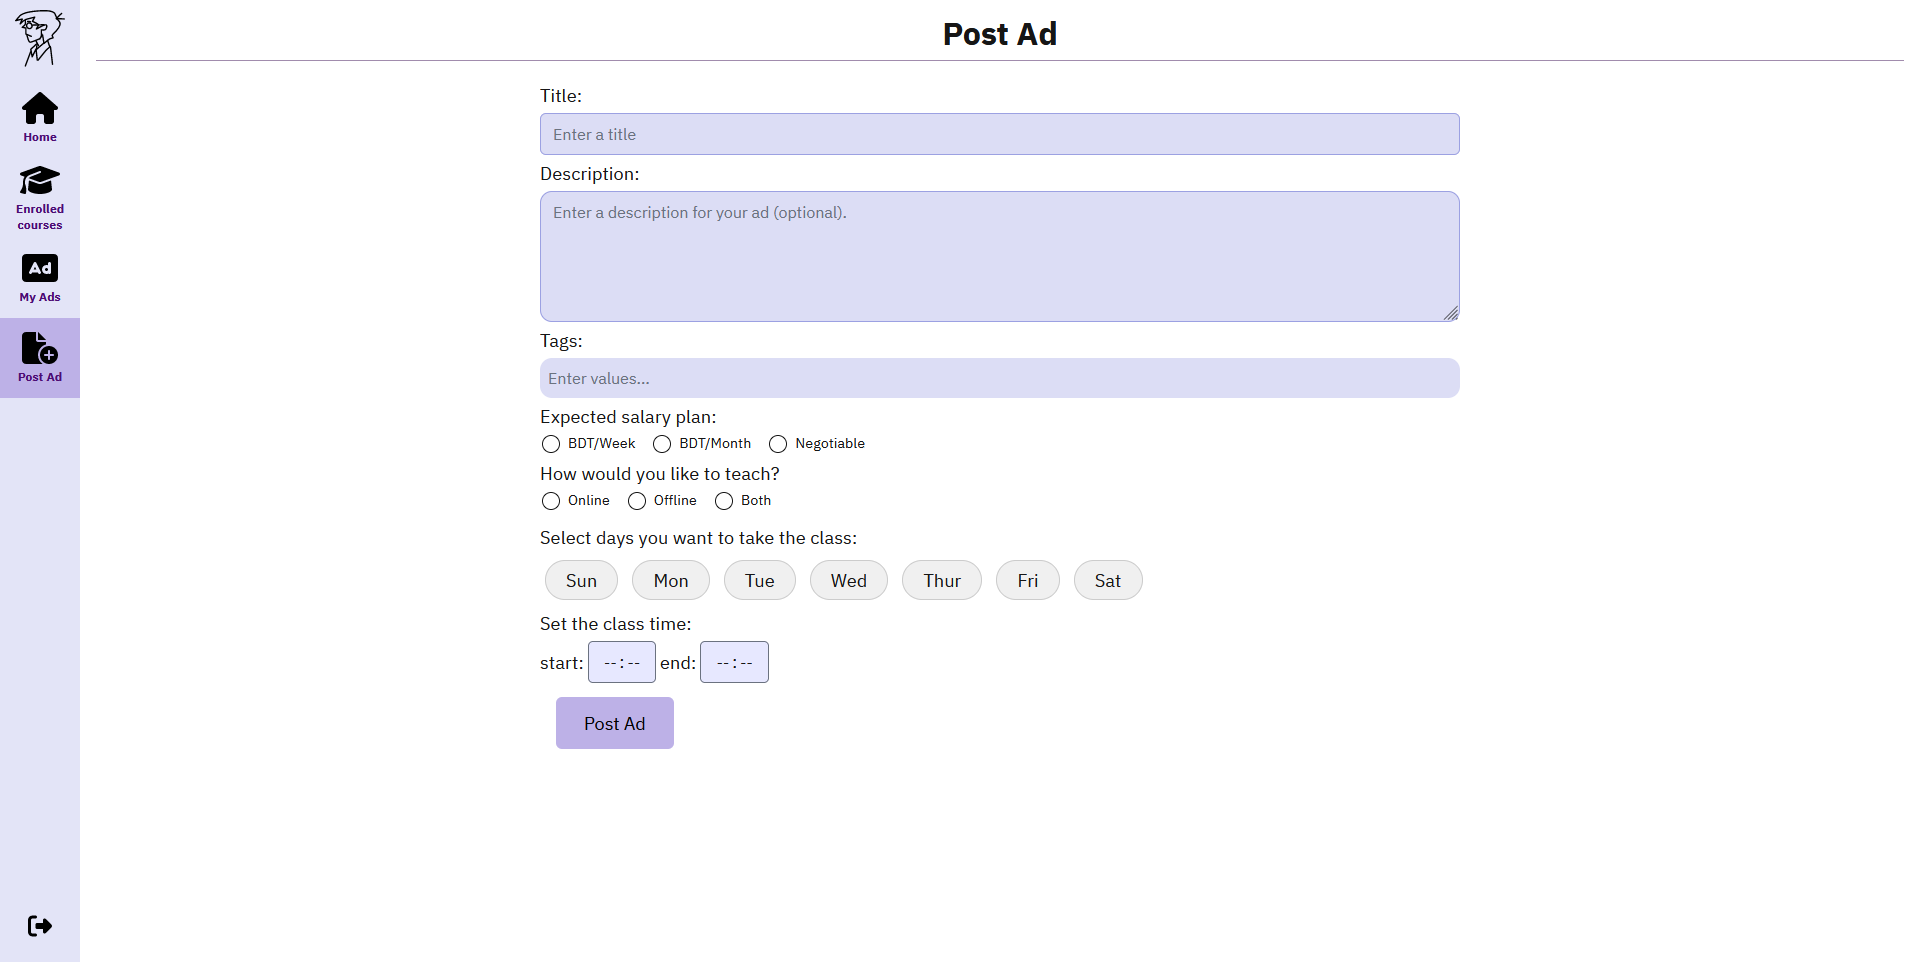 Post Ad
Home
Enrolled
courses
Ad
My Ads
Post Ad
Title:
Enter a title
Description:
Enter a description for your ad (optional).
Tags:
Enter values...
Expected salary plan:
BDT/Week BDT/Month Negotiable
How would you like to teach?
Online Offline Both
Select days you want to take the class:
Sun Mon Tue Wed Thur Fri Sat
Set the class time:
start: --:-- end: --:--
Post Ad